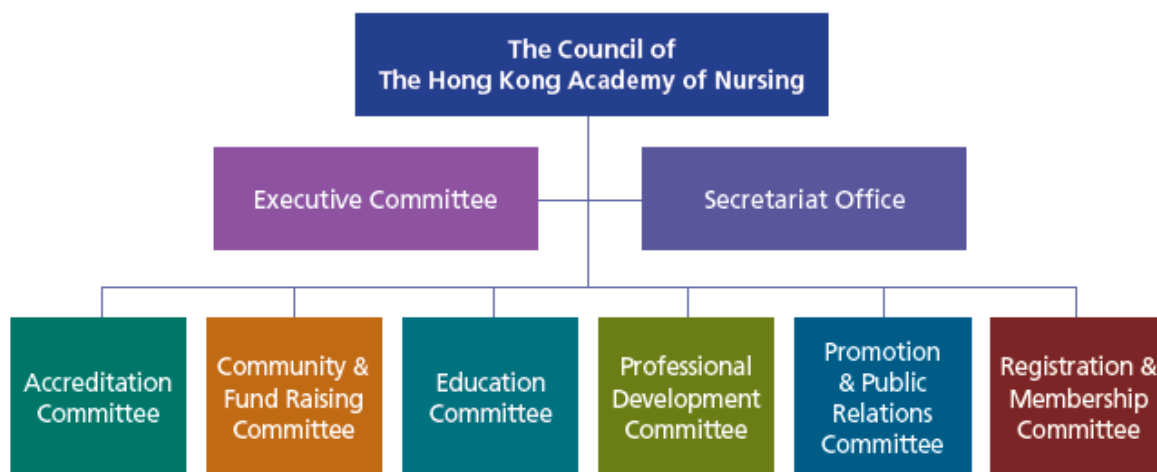 The Council of
The Hong Kong Academy of Nursing
Executive Committee
Secretariat Office
Accreditation
Committee
Community &
Fund Raising
Committee
Education
Committee
Professional
Development
Committee
Promotion
& Public
Relations
Committee
Registration &
Membership
Committee